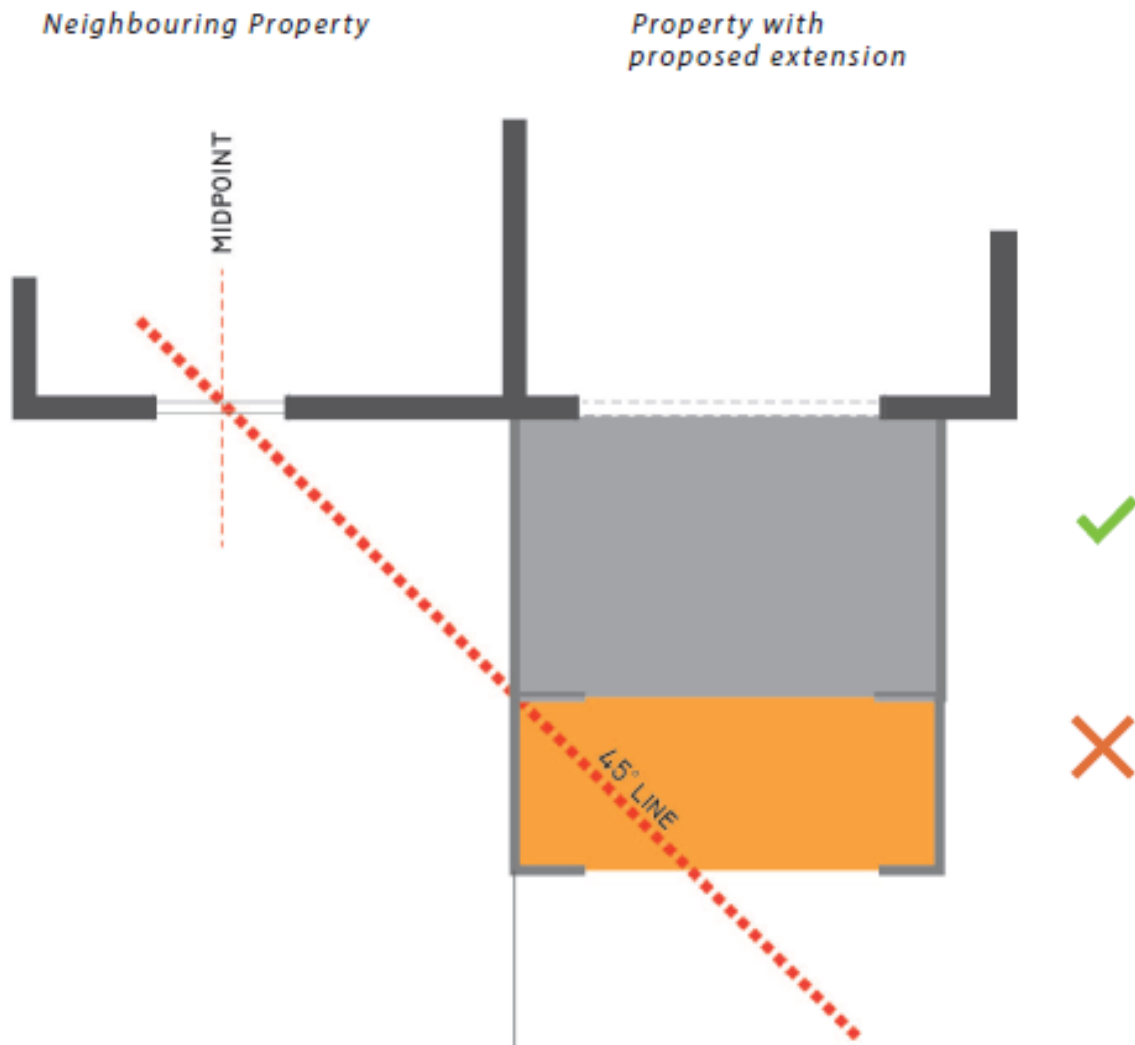 Neighbouring Property
Property with
proposed extension
MIDPOINT
45° LINE